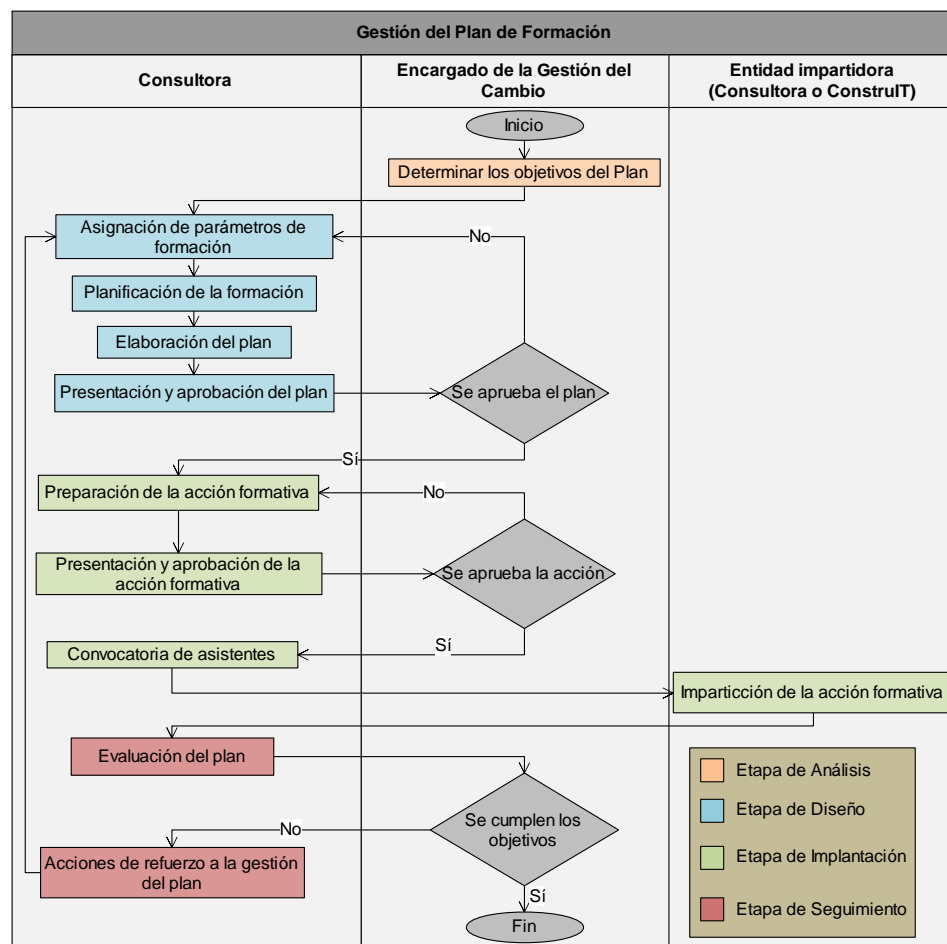 Gestión del Plan de Formación
Consultora
Encargado de la Gestión del
Cambio
Entidad impartidora
(Consultora o ConstruIT)
Inicio
Determinar los objetivos del Plan
Asignación de parámetros de
formación
No
Planificación de la formación
Elaboración del plan
Presentación y aprobación del plan
Se aprueba el plan
Sí
Preparación de la acción formativa
No
Presentación y aprobación de la
acción formativa
Se aprueba la acción
Sí
Convocatoria de asistentes
Imparticción de la acción formativa
Evaluación del plan
Se cumplen los
objetivos
No
Acciones de refuerzo a la gestión
del plan
Sí
Fin
Etapa de Análisis
Etapa de Diseño
Etapa de Implantación
Etapa de Seguimiento